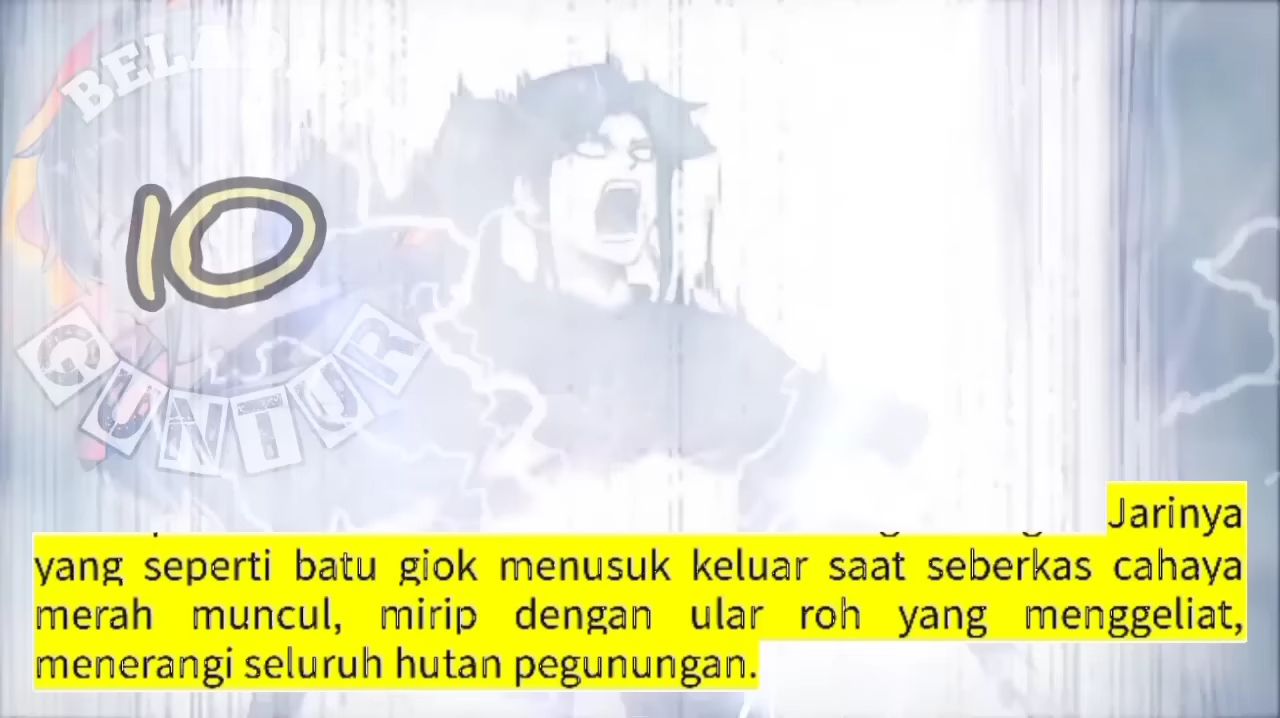 10
GUNTUR
Jarinya
yang seperti batu giok menusuk keluar saat seberkas cahaya
merah muncul, mirip dengan ular roh yang menggeliat,
menerangi seluruh hutan pegunungan.